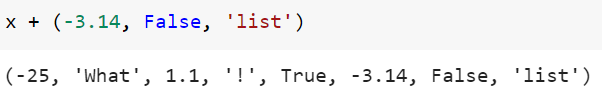 x + (-3.14, False, 'list')
(-25, 'What', 1.1, '!', True, -3.14, False, 'list')